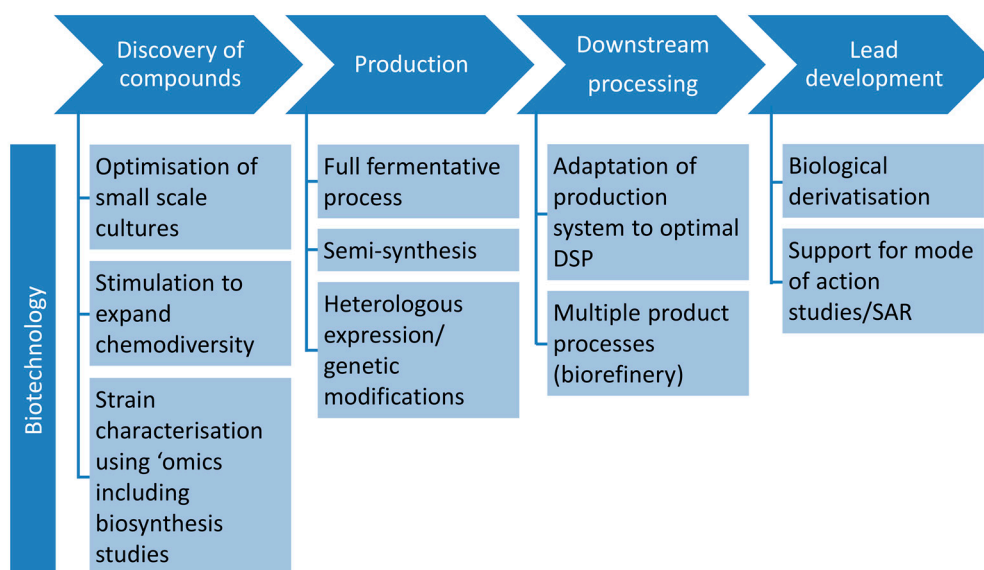 Discovery of
compounds
Production
Downstream
processing
Lead
development
Biotechnology
Optimisation of
small scale
cultures
Stimulation to
expand
chemodiversity
Strain
characterisation
using ‘omics
including
biosynthesis
studies
Full fermentative
process
Semi-synthesis
Heterologous
expression/
genetic
modifications
Adaptation of
production
system to optimal
DSP
Multiple product
processes
(biorefinery)
Biological
derivatisation
Support for mode
of action
studies/SAR